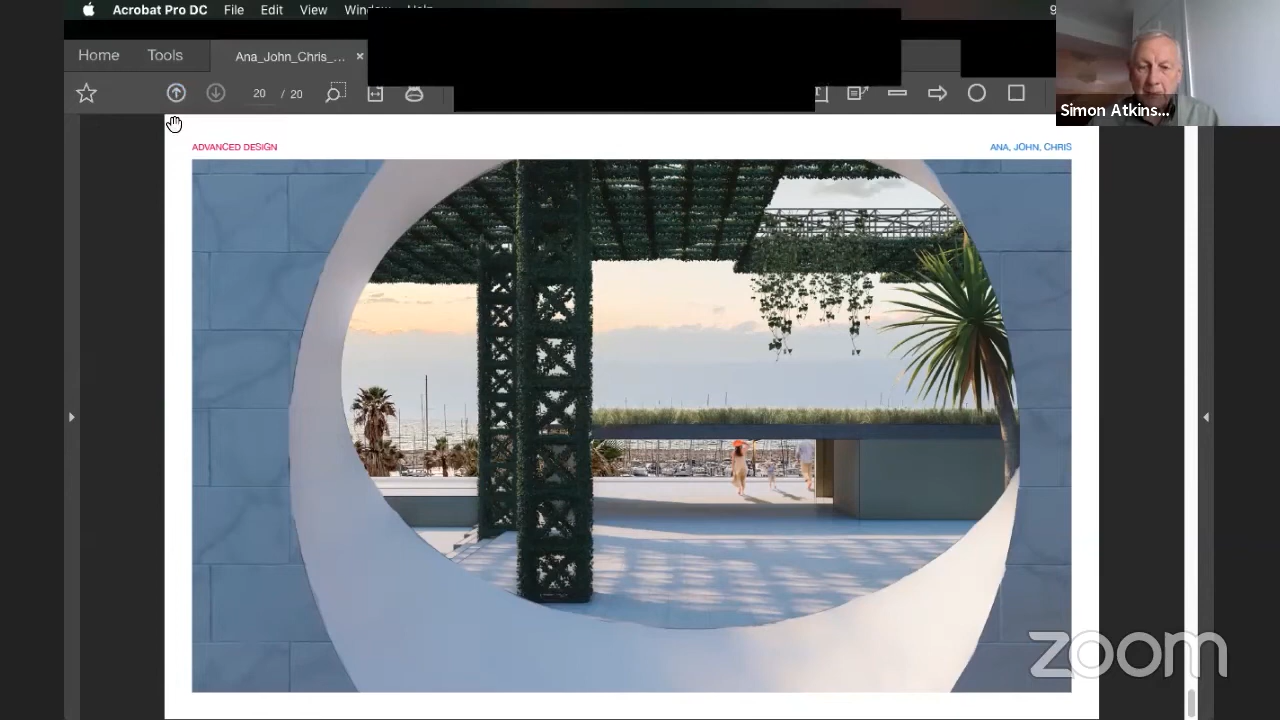 Acrobat Pro DC File Edit View
Home Tools Ana_John_Chris_...
20 / 20
Simon Atkins...
ADVANCED DESIGN
ANA, JOHN, CHRIS
zoom